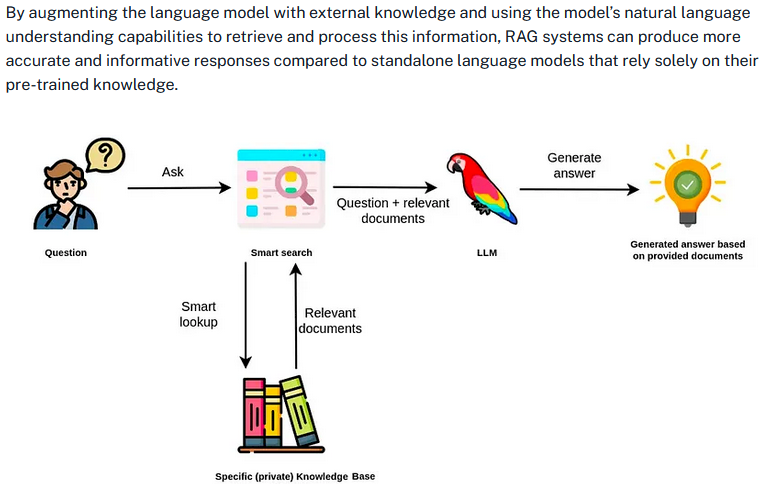 By augmenting the language model with external knowledge and using the model's natural language
understanding capabilities to retrieve and process this information, RAG systems can produce more
accurate and informative responses compared to standalone language models that rely solely on their
pre-trained knowledge.
?
Ask
Question + relevant
documents
Generate
answer
Question
Smart search
LLM
Generated answer based
on provided documents
Smart
lookup
Relevant
documents
Specific (private) Knowledge Base